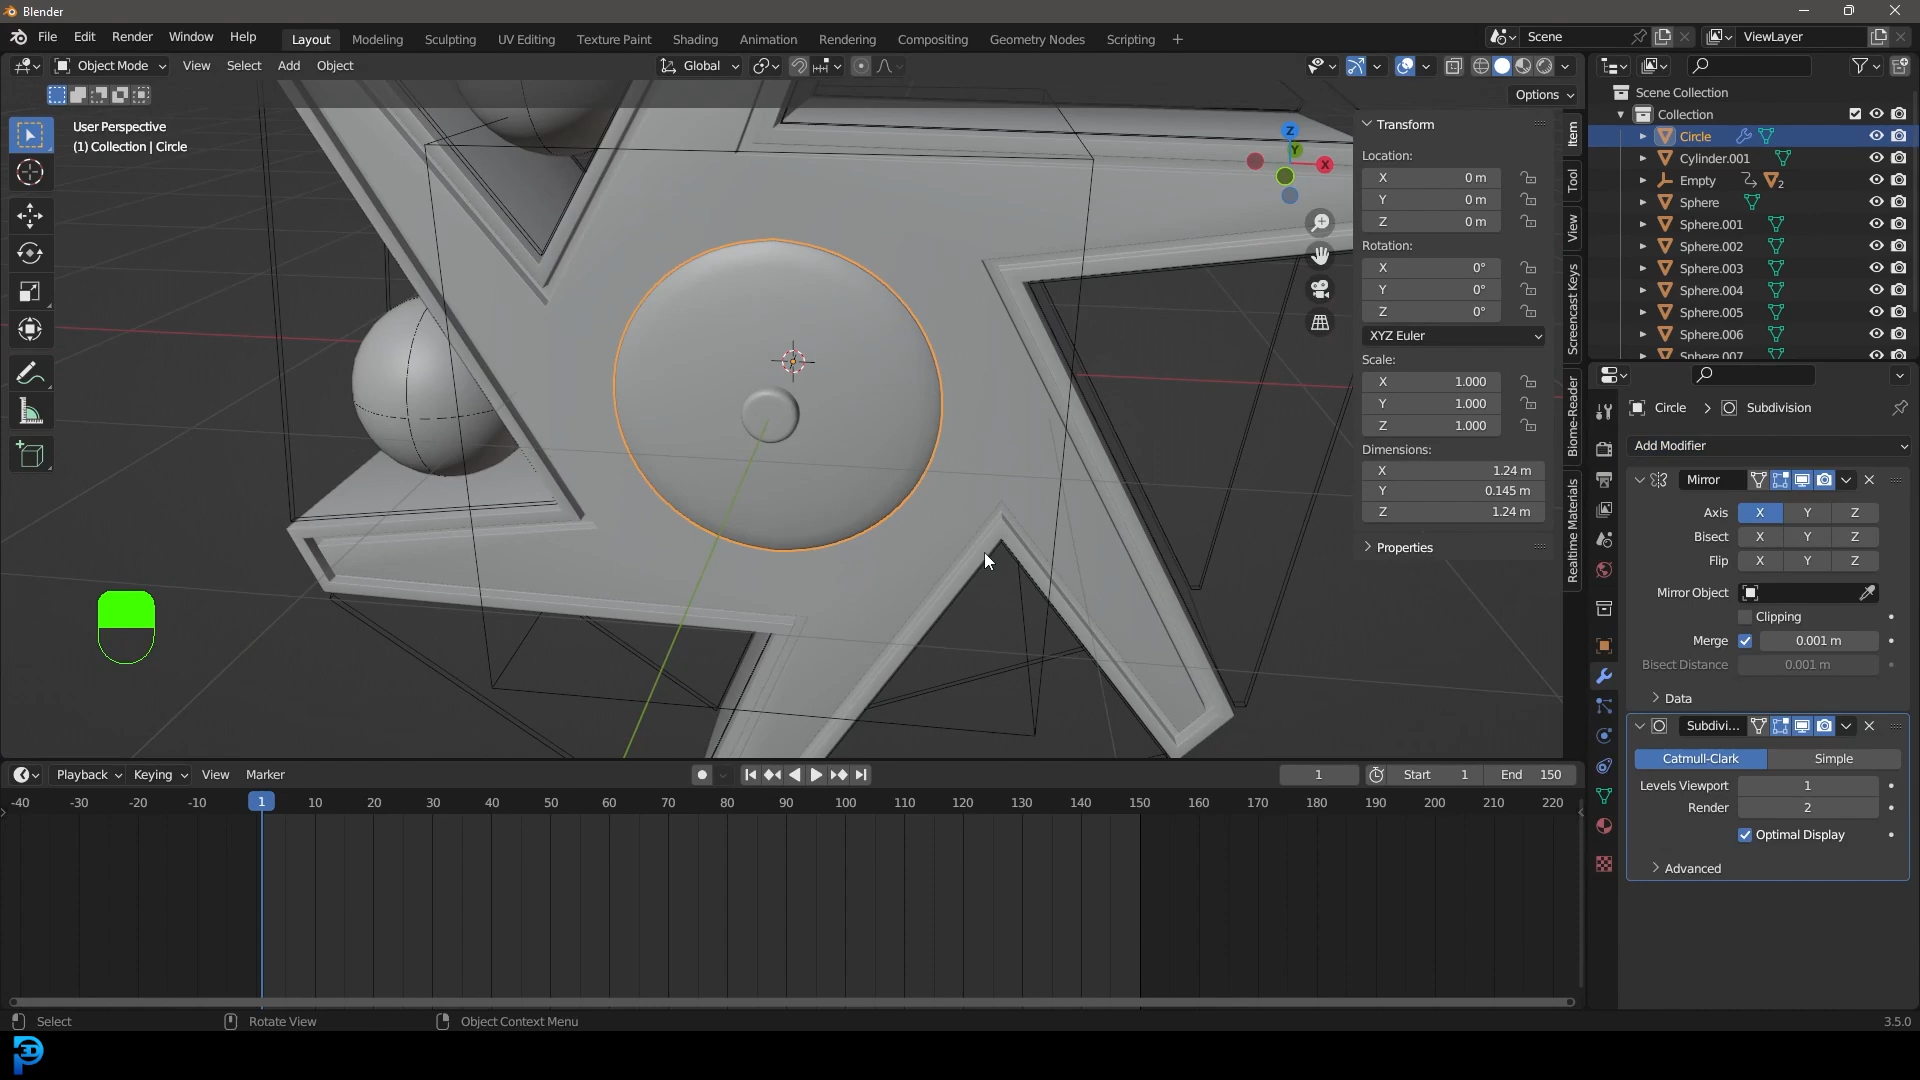 Blender
File Edit Render Window Help Layout Modeling Sculpting UV Editing Texture Paint Shading Animation Rendering Compositing Geometry Nodes Scripting + Scene ViewLayer
Object Mode View Select Add Object Global
Options
User Perspective
(1) Collection | Circle
Z
Y
X
Transform
Location:
X 0 m
Y 0 m
Z 0 m
Rotation:
X 0°
Y 0°
Z 0°
XYZ Euler
Scale:
X 1.000
Y 1.000
Z 1.000
Dimensions:
X 1.24 m
Y 0.145 m
Z 1.24 m
Properties
Item
Tool
View
Screencast Keys
Biome-Reader
Realtime Materials
Scene Collection
Collection
Circle
Cylinder.001
Empty 2
Sphere
Sphere.001
Sphere.002
Sphere.003
Sphere.004
Sphere.005
Sphere.006
Sphere.007
Circle > Subdivision
Add Modifier
Mirror
Axis X Y Z
Bisect X Y Z
Flip X Y Z
Mirror Object
Clipping
Merge 0.001 m
Bisect Distance 0.001 m
Data
Subdivi...
Catmull-Clark Simple
Levels Viewport 1
Render 2
Optimal Display
Advanced
Playback Keying View Marker 1 Start 1 End 150
-40 -30 -20 -10 1 10 20 30 40 50 60 70 80 90 100 110 120 130 140 150 160 170 180 190 200 210 220
Select Rotate View Object Context Menu 3.5.0
3D